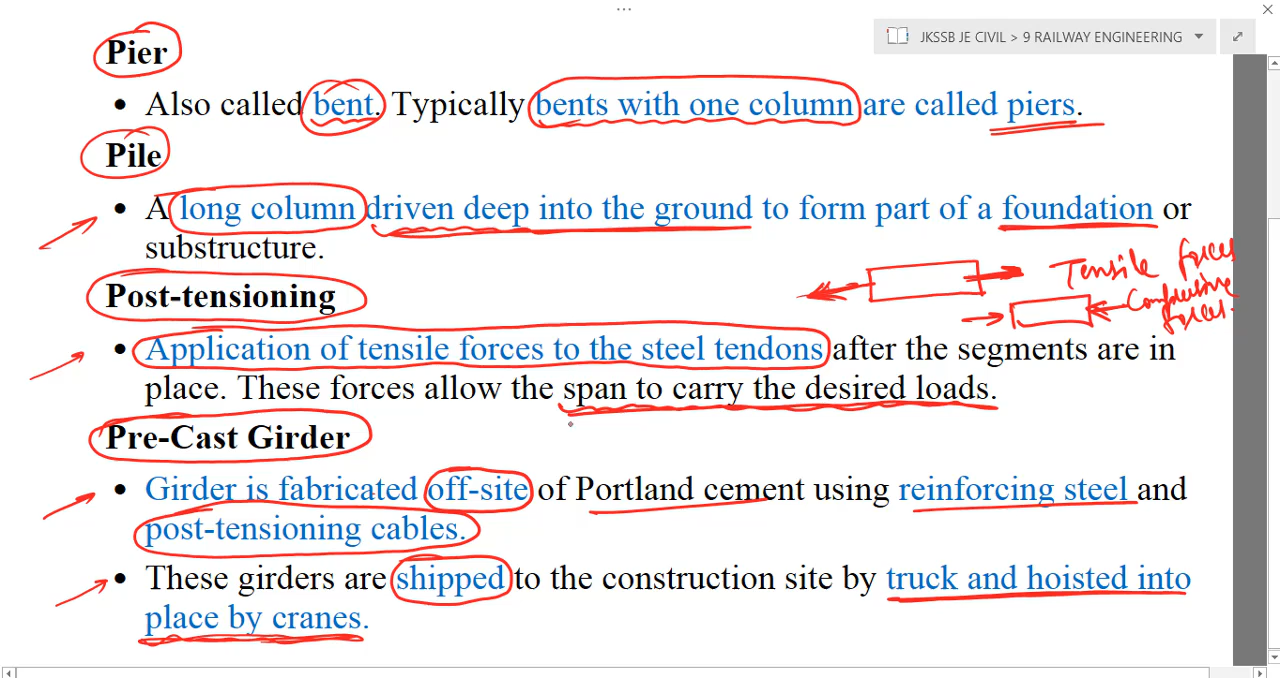 ...
JKSSB JE CIVIL > 9 RAILWAY ENGINEERING
Pier
• Also called bent. Typically bents with one column are called piers.
Pile
• A long column driven deep into the ground to form part of a foundation or
substructure.
Tensile forces
Compressive
forces.
Post-tensioning
• Application of tensile forces to the steel tendons after the segments are in
place. These forces allow the span to carry the desired loads.
Pre-Cast Girder
• Girder is fabricated off-site of Portland cement using reinforcing steel and
post-tensioning cables.
• These girders are shipped to the construction site by truck and hoisted into
place by cranes.